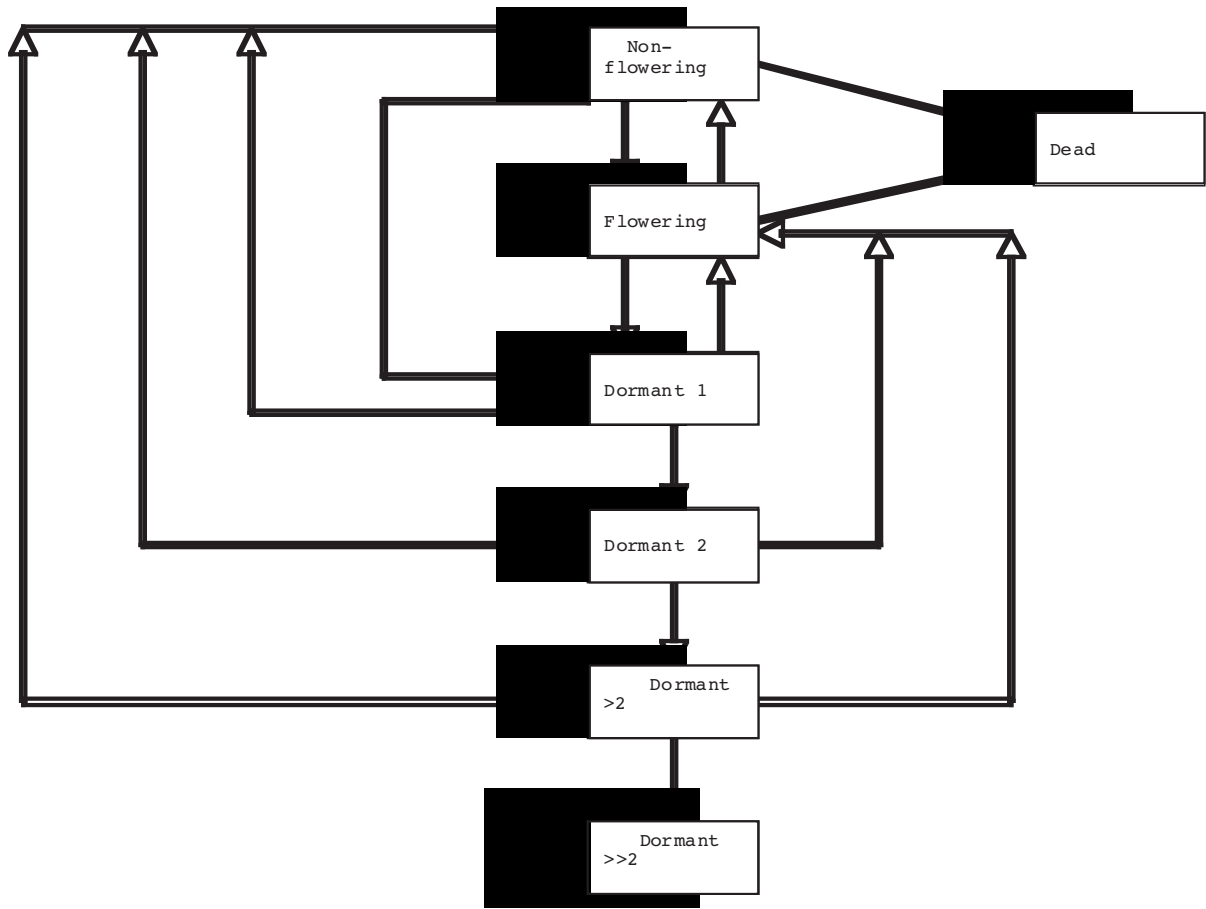 Non-
flowering
Dead
Flowering
Dormant 1
Dormant 2
Dormant
>2
Dormant
>>2